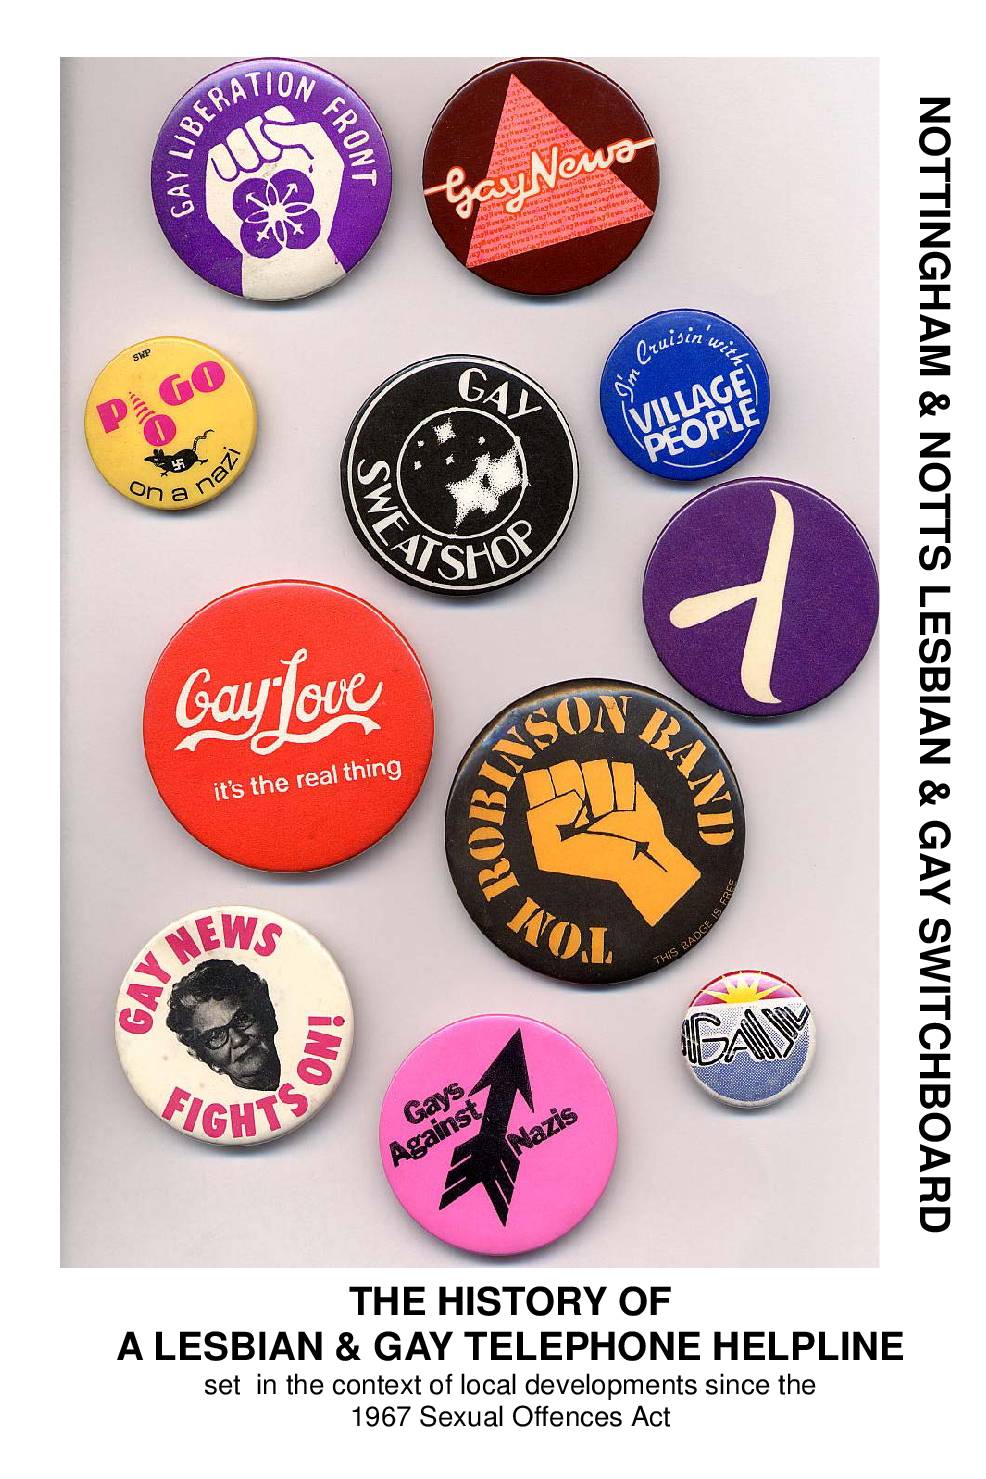 GAY LIBERATION FRONT
Gay News
SWP
POGO
on a nazi
GAY
SWEATSHOP
I'm Cruisin' with
VILLAGE
PEOPLE
λ
Gay Love
it's the real thing
TOM ROBINSON BAND
THIS BADGE IS FREE
GAY NEWS
FIGHTS ON!
Gays
Against
Nazis
NOTTINGHAM & NOTTS LESBIAN & GAY SWITCHBOARD
THE HISTORY OF
A LESBIAN & GAY TELEPHONE HELPLINE
set in the context of local developments since the
1967 Sexual Offences Act